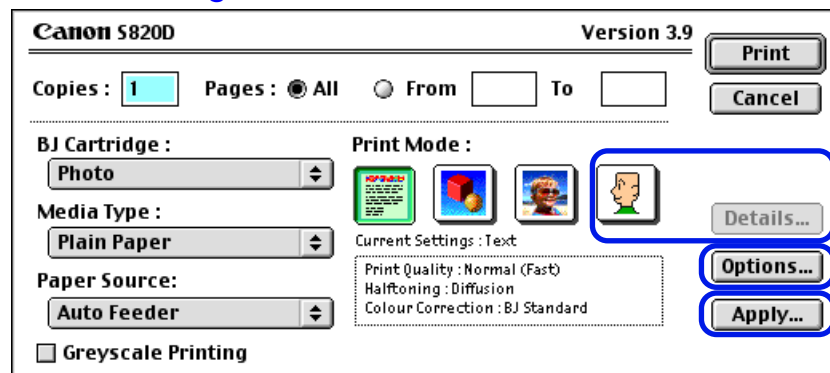 Canon S820D Version 3.9
Print
Copies : 1 Pages : All From To
Cancel
BJ Cartridge : Print Mode :
Photo
Details...
Media Type :
Plain Paper
Current Settings : Text
Options...
Print Quality : Normal (Fast)
Paper Source:
Halftoning : Diffusion
Auto Feeder
Colour Correction : BJ Standard
Apply...
Greyscale Printing